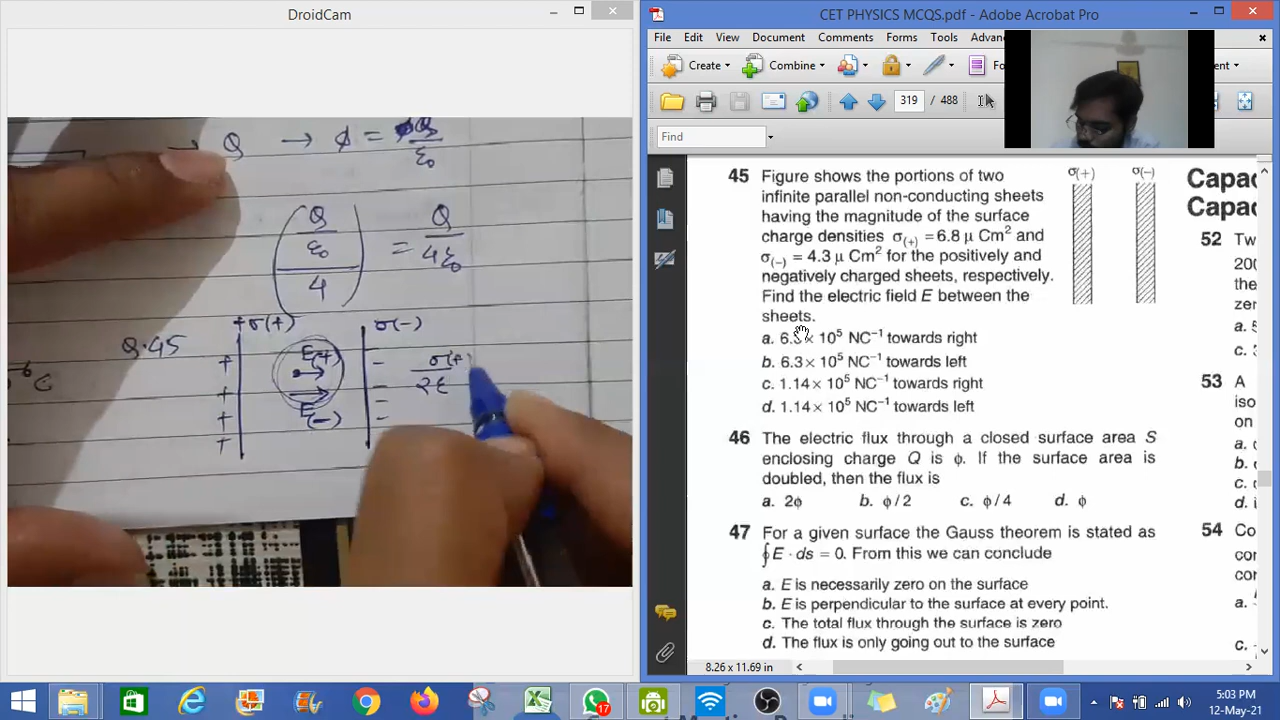 DroidCam
CET PHYSICS MCQS.pdf - Adobe Acrobat Pro
File Edit View Document Comments Forms Tools
Create Combine
319 / 488
Find
→ Q → ϕ = Q/ε₀
(Q/ε₀)/4 = Q/4ε₀
Q.45
+σ(+) σ(-)
E(+)
E(-)
σ(+)
2ε
45 Figure shows the portions of two
infinite parallel non-conducting sheets
having the magnitude of the surface
charge densities σ(+) = 6.8 μ Cm² and
σ(−) = 4.3 μ Cm² for the positively and
negatively charged sheets, respectively.
Find the electric field E between the
sheets.
σ(+) σ(−)
a. 6.3 × 10⁵ NC⁻¹ towards right
b. 6.3 × 10⁵ NC⁻¹ towards left
c. 1.14 × 10⁵ NC⁻¹ towards right
d. 1.14 × 10⁵ NC⁻¹ towards left
46 The electric flux through a closed surface area S
enclosing charge Q is ϕ. If the surface area is
doubled, then the flux is
a. 2ϕ b. ϕ / 2 c. ϕ / 4 d. ϕ
47 For a given surface the Gauss theorem is stated as
∮E · ds = 0. From this we can conclude
a. E is necessarily zero on the surface
b. E is perpendicular to the surface at every point.
c. The total flux through the surface is zero
d. The flux is only going out to the surface
52
53 A
54
8.26 x 11.69 in
17
5:03 PM
12-May-21